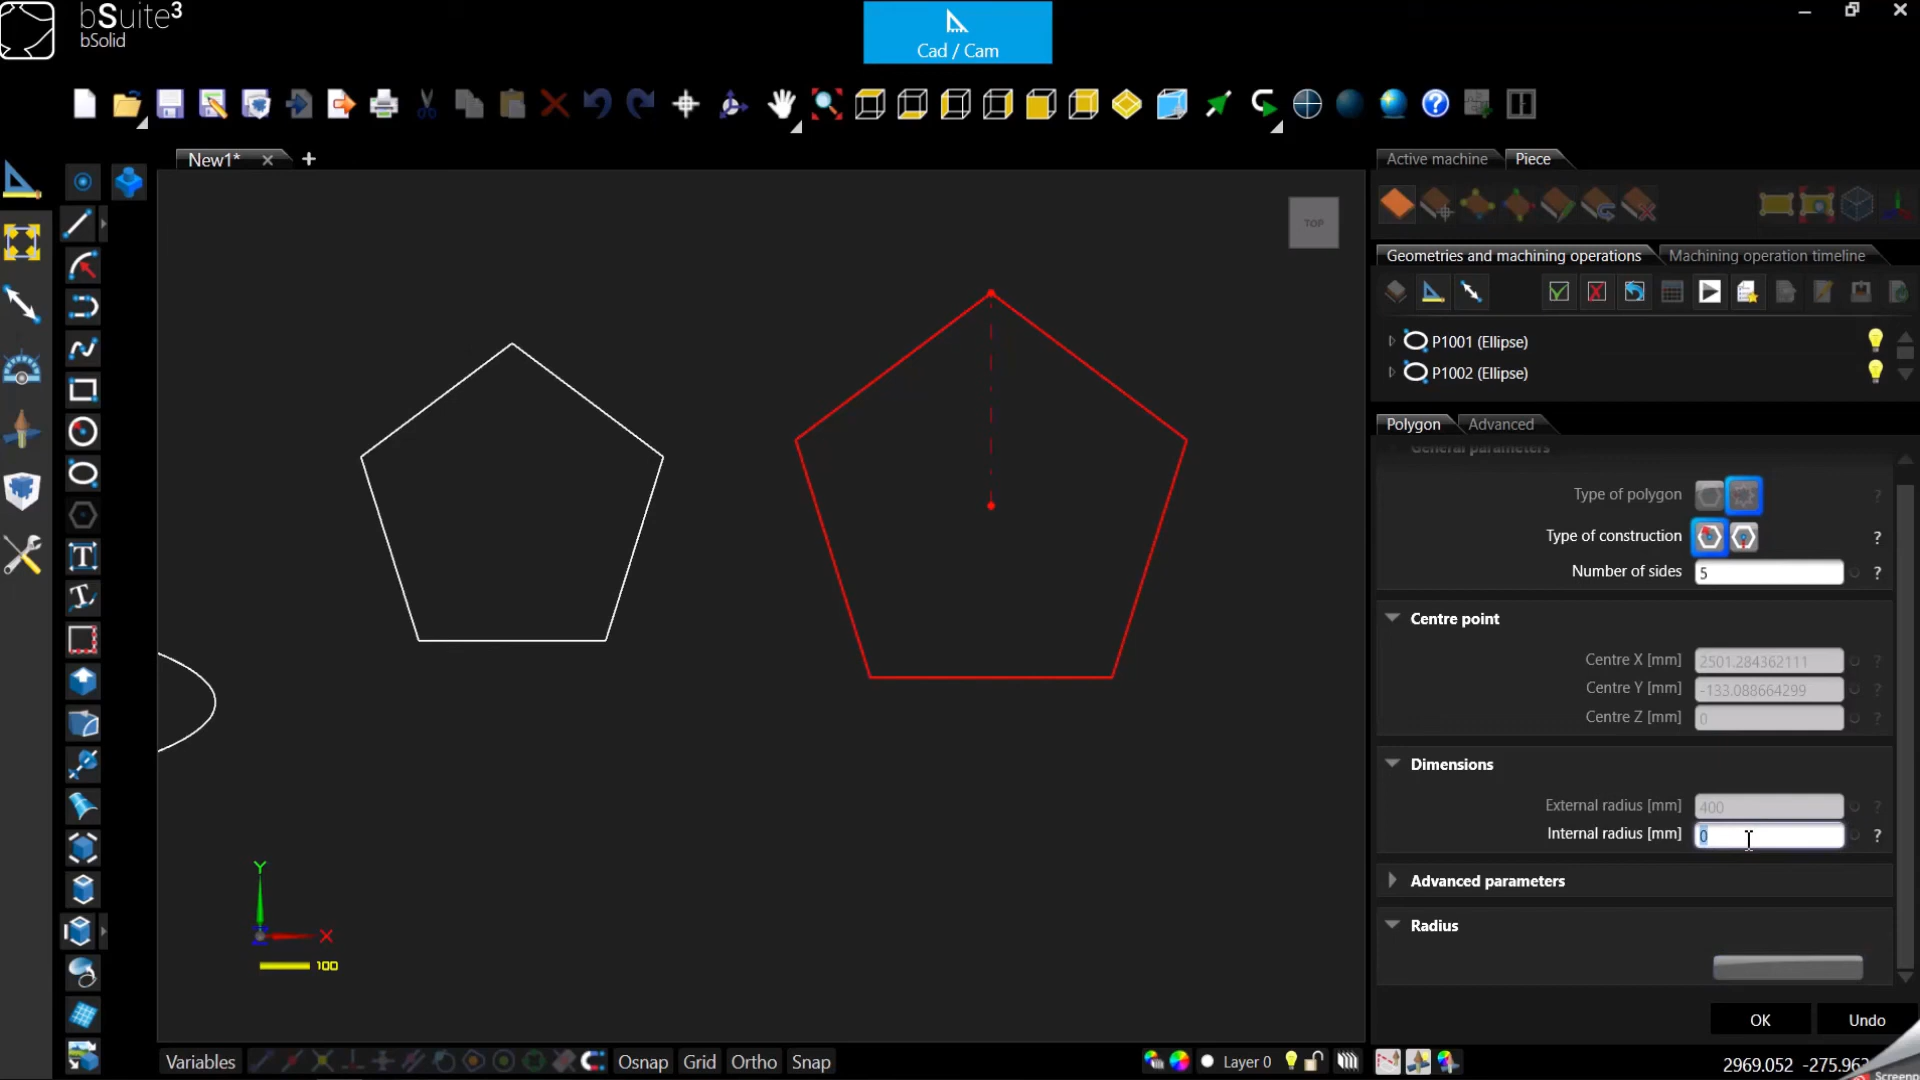 bSuite3
bSolid
Cad / Cam
New1*
TOP
Active machine
Piece
Geometries and machining operations
Machining operation timeline
P1001 (Ellipse)
P1002 (Ellipse)
Polygon
Advanced
General parameters
Type of polygon
?
Type of construction
?
Number of sides
5
?
Centre point
Centre X [mm]
2501.284362111
?
Centre Y [mm]
-133.088664299
?
Centre Z [mm]
0
?
Dimensions
External radius [mm]
400
?
Internal radius [mm]
0
?
Advanced parameters
Radius
OK
Undo
Y
X
100
Variables
Osnap
Grid
Ortho
Snap
Layer 0
2969.052